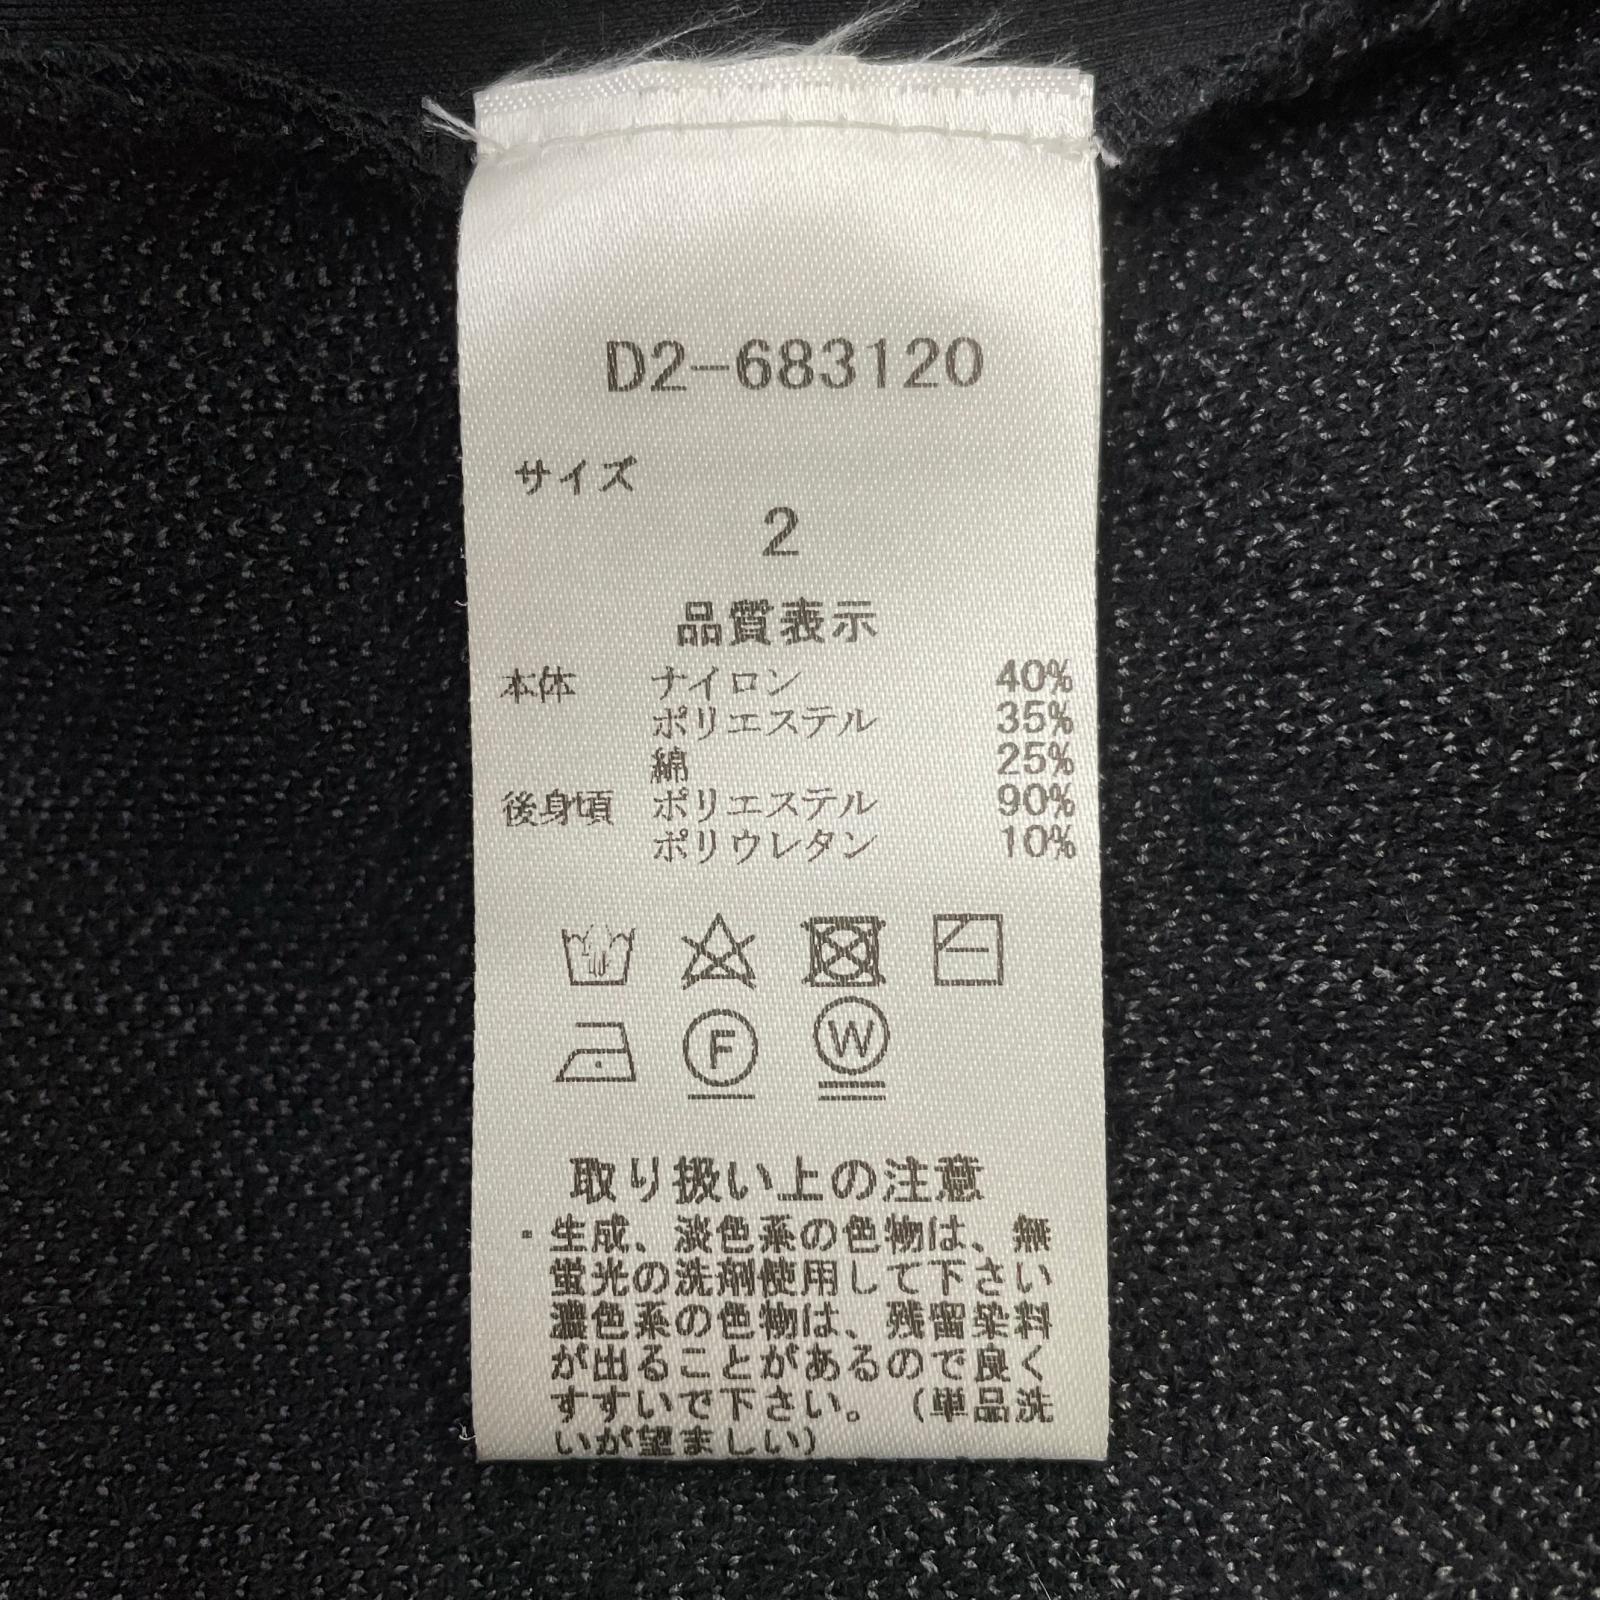 D2-683120
サイズ
2
品質表示
本体 ナイロン 40%
ポリエステル 35%
綿 25%
後身頃 ポリエステル 90%
ポリウレタン 10%
F W
取り扱い上の注意
・生成、淡色系の色物は、無
蛍光の洗剤使用して下さい
濃色系の色物は、残留染料
が出ることがあるので良く
すすいで下さい。（単品洗
いが望ましい）